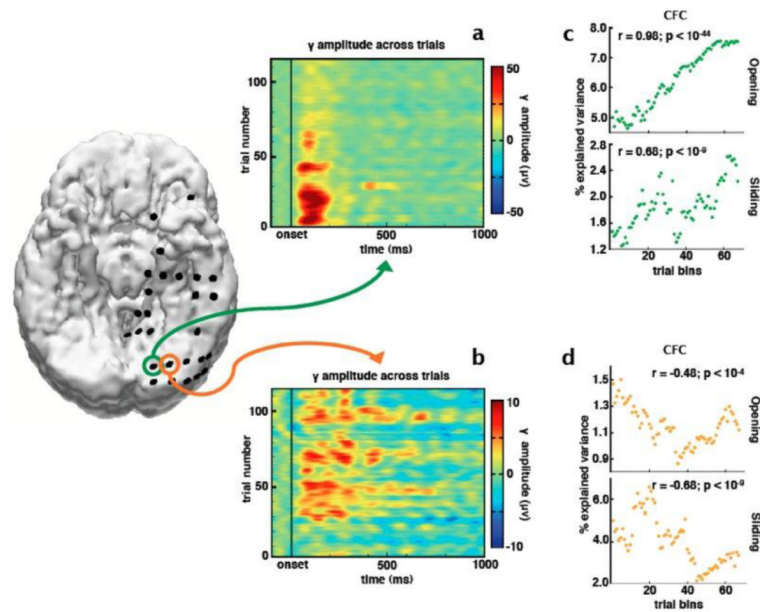 a
γ amplitude across trials
100
50
0
trial number
onset
500
1000
time (ms)
50
0
-50
γ amplitude (μv)
b
γ amplitude across trials
100
50
0
trial number
onset
500
1000
time (ms)
10
0
-10
γ amplitude (μv)
c
CFC
r = 0.98; p < 10-44
8.0
7.0
6.0
5.0
Opening
% explained variance
r = 0.68; p < 10-9
2.8
2.4
2.0
1.6
1.2
Sliding
20
40
60
trial bins
d
CFC
r = -0.48; p < 10-4
1.5
1.3
1.1
0.9
Opening
% explained variance
r = -0.68; p < 10-9
6.0
4.0
2.0
Sliding
0
20
40
60
trial bins